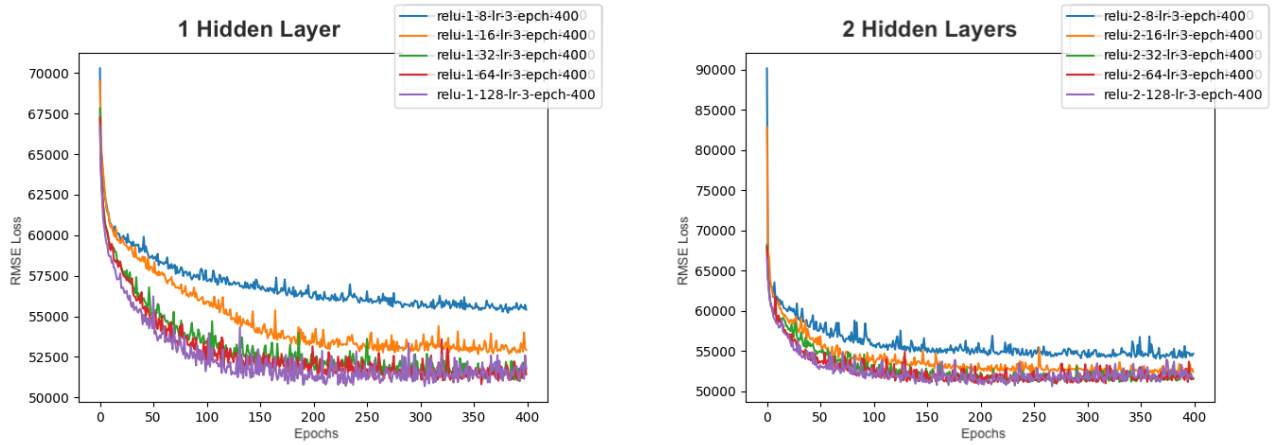 1 Hidden Layer
relu-1-8-lr-3-epch-400
relu-1-16-lr-3-epch-400
relu-1-32-lr-3-epch-400
relu-1-64-lr-3-epch-400
relu-1-128-lr-3-epch-400
70000
67500
65000
62500
60000
57500
55000
52500
50000
RMSE Loss
0 50 100 150 200 250 300 350 400
Epochs
2 Hidden Layers
relu-2-8-lr-3-epch-400
relu-2-16-lr-3-epch-400
relu-2-32-lr-3-epch-400
relu-2-64-lr-3-epch-400
relu-2-128-lr-3-epch-400
90000
85000
80000
75000
70000
65000
60000
55000
50000
RMSE Loss
0 50 100 150 200 250 300 350 400
Epochs